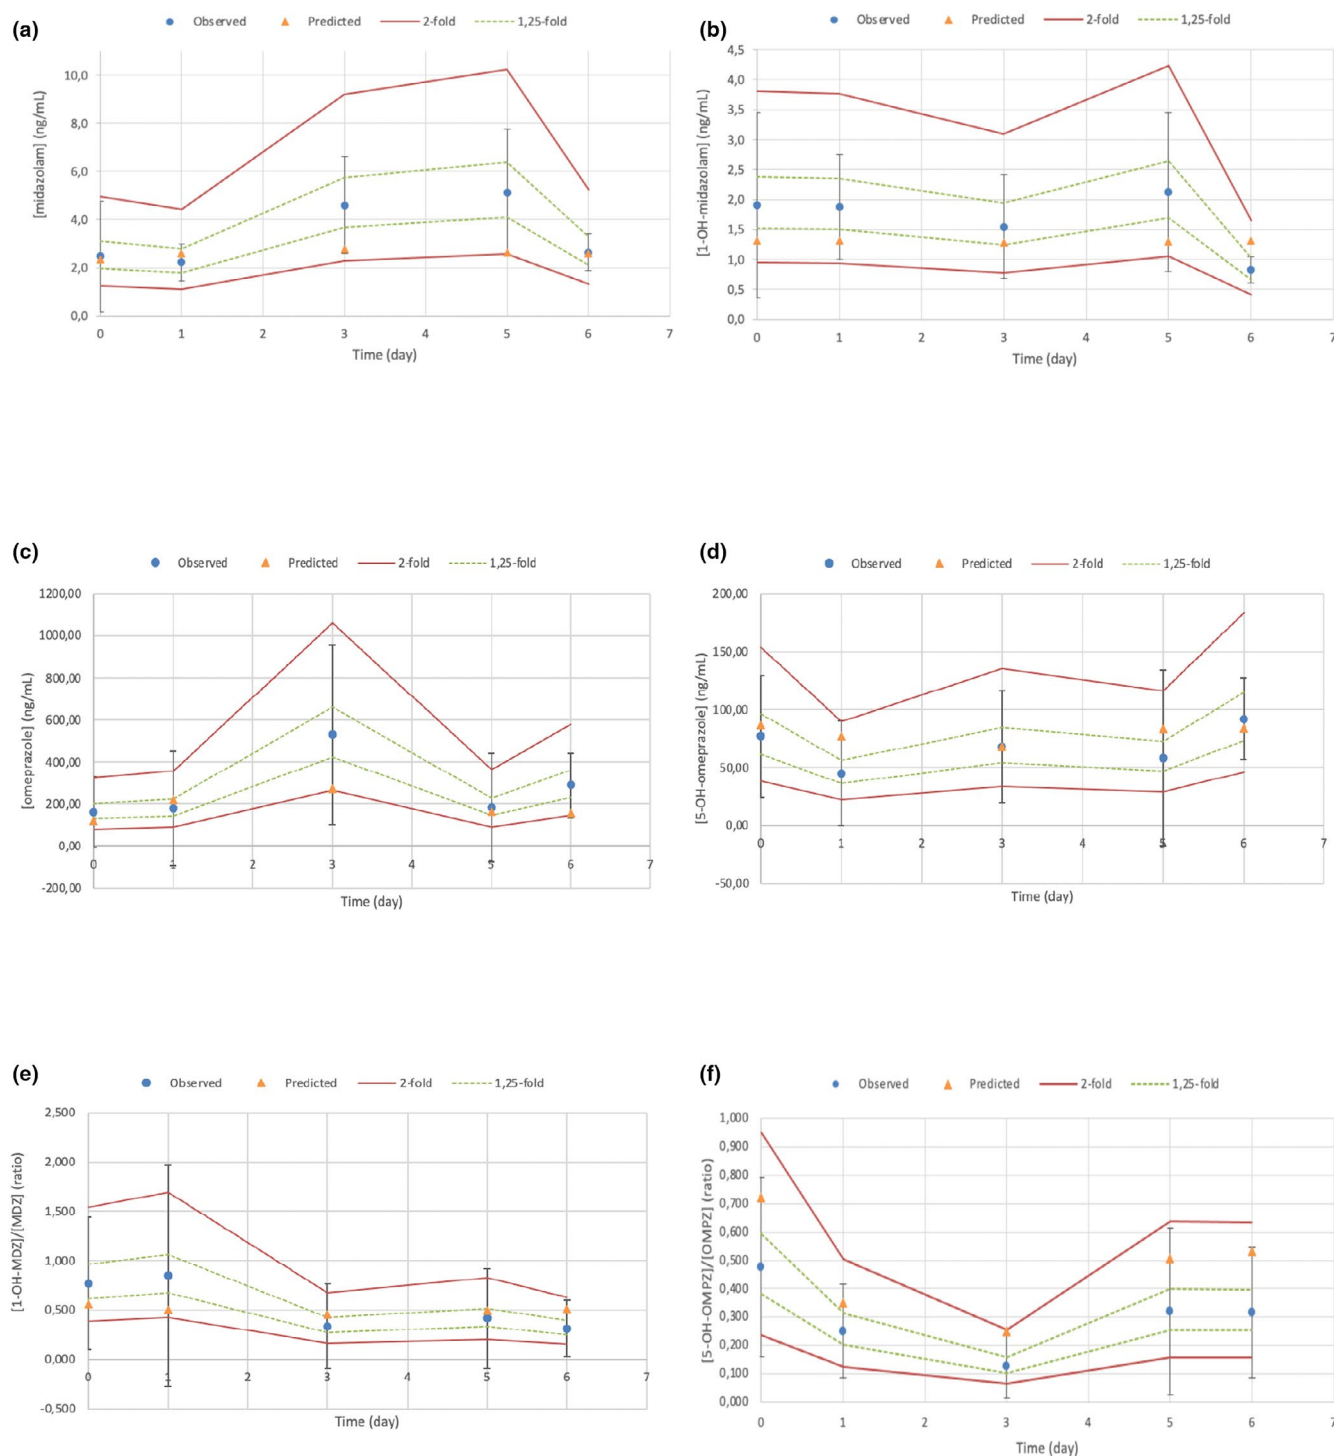 (a)
Observed Predicted 2-fold 1,25-fold
[midazolam] (ng/mL)
10,0
8,0
6,0
4,0
2,0
0,0
0 1 2 3 4 5 6 7
Time (day)
(b)
Observed Predicted 2-fold 1,25-fold
[1-OH-midazolam] (ng/mL)
4,5
4,0
3,5
3,0
2,5
2,0
1,5
1,0
0,5
0,0
0 1 2 3 4 5 6 7
Time (day)
(c)
Observed Predicted 2-fold 1,25-fold
[omeprazole] (ng/mL)
1200,00
1000,00
800,00
600,00
400,00
200,00
0,00
-200,00
0 1 2 3 4 5 6 7
Time (day)
(d)
Observed Predicted 2-fold 1,25-fold
[5-OH-omeprazole] (ng/mL)
200,00
150,00
100,00
50,00
0,00
-50,00
0 1 2 3 4 5 6 7
Time (day)
(e)
Observed Predicted 2-fold 1,25-fold
[1-OH-MDZ]/[MDZ] (ratio)
2,500
2,000
1,500
1,000
0,500
0,000
-0,500
0 1 2 3 4 5 6 7
Time (day)
(f)
Observed Predicted 2-fold 1,25-fold
[5-OH-OMPZ]/[OMPZ] (ratio)
1,000
0,900
0,800
0,700
0,600
0,500
0,400
0,300
0,200
0,100
0,000
0 1 2 3 4 5 6 7
Time (day)